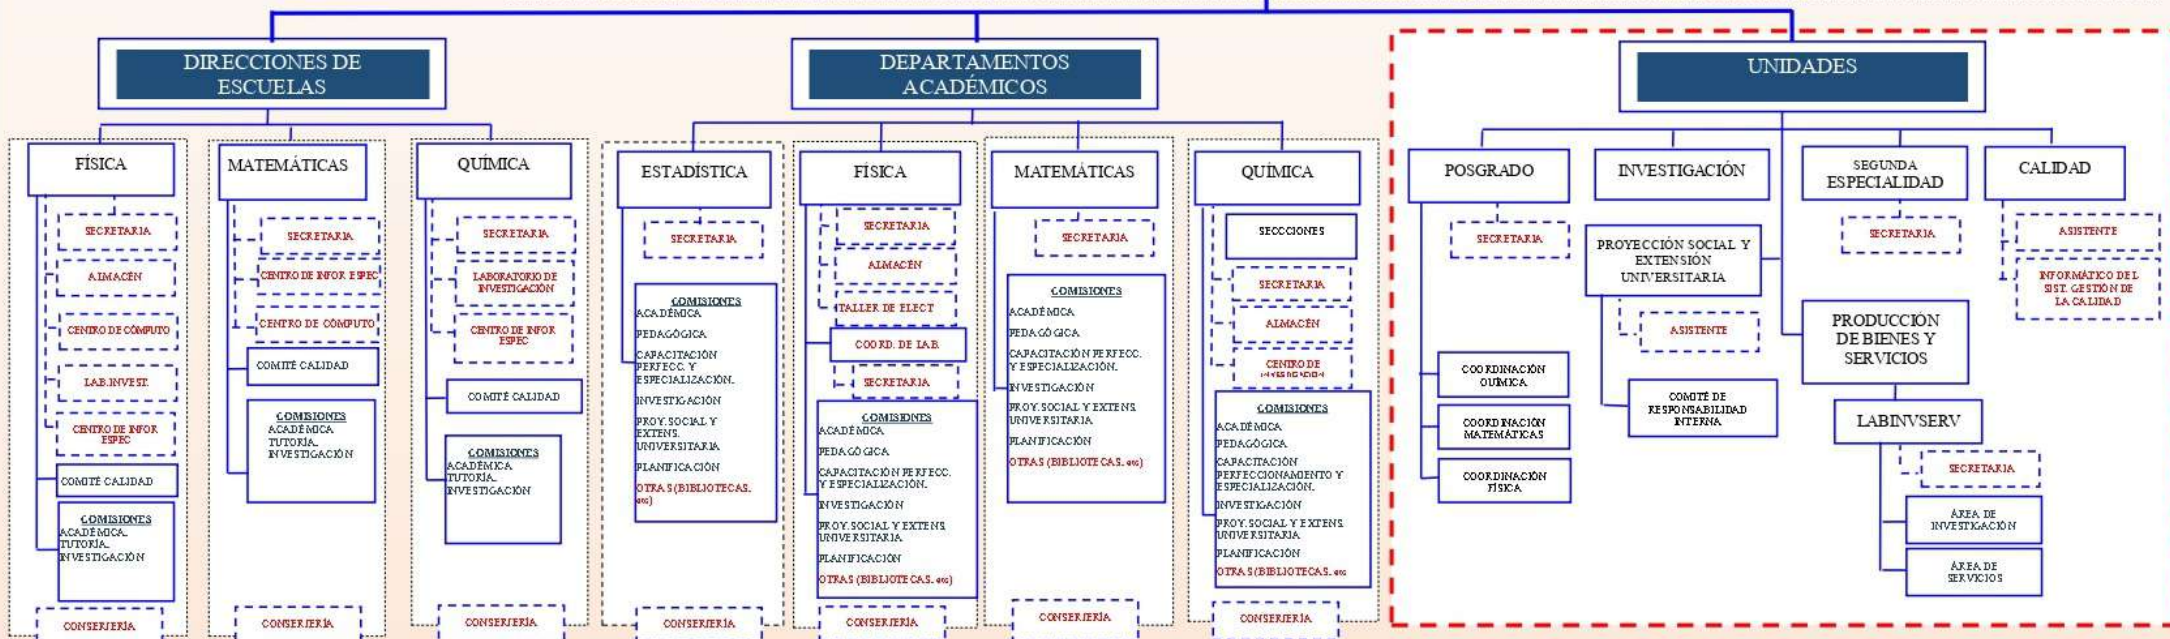 DIRECCIONES DE
ESCUELAS
FÍSICA
SECRETARIA
ALMACÉN
CENTRO DE CÓMPUTO
LAB.INVEST.
CENTRO DE INFOR
ESPEC
COMITÉ CALIDAD
COMISIONES
ACADÉMICA.
TUTORÍA.
INVESTIGACIÓN
CONSERJERÍA
MATEMÁTICAS
SECRETARIA
CENTRO DE INFOR ESPEC
CENTRO DE CÓMPUTO
COMITÉ CALIDAD
COMISIONES
ACADÉMICA
TUTORÍA.
INVESTIGACIÓN
CONSERJERÍA
QUÍMICA
SECRETARIA
LABORATORIO DE
INVESTIGACIÓN
CENTRO DE INFOR
ESPEC
COMITÉ CALIDAD
COMISIONES
ACADÉMICA
TUTORÍA.
INVESTIGACIÓN
CONSERJERÍA
DEPARTAMENTOS
ACADÉMICOS
ESTADÍSTICA
SECRETARIA
COMISIONES
ACADÉMICA
PEDAGÓGICA
CAPACITACIÓN
PERFECC. Y
ESPECIALIZACIÓN.
INVESTIGACIÓN
PROY. SOCIAL Y
EXTENS.
UNIVERSITARIA
PLANIFICACIÓN
OTRAS (BIBLIOTECAS.
etc)
CONSERJERÍA
FÍSICA
SECRETARIA
ALMACÉN
TALLER DE ELECT
COORD. DE LAB.
SECRETARIA
COMISIONES
ACADÉMICA
PEDAGÓGICA
CAPACITACIÓN PERFECC.
Y ESPECIALIZACIÓN.
INVESTIGACIÓN
PROY. SOCIAL Y EXTENS.
UNIVERSITARIA
PLANIFICACIÓN
OTRAS (BIBLIOTECAS. etc)
CONSERJERÍA
MATEMÁTICAS
SECRETARIA
COMISIONES
ACADÉMICA
PEDAGÓGICA
CAPACITACIÓN PERFECC.
Y ESPECIALIZACIÓN.
INVESTIGACIÓN
PROY. SOCIAL Y EXTENS.
UNIVERSITARIA
PLANIFICACIÓN
OTRAS (BIBLIOTECAS. etc)
CONSERJERÍA
QUÍMICA
SECCCIONES
SECRETARIA
ALMACÉN
CENTRO DE
COMISIONES
ACADÉMICA
PEDAGÓGICA
CAPACITACIÓN
PERFECCIONAMIENTO Y
ESPECIALIZACIÓN.
INVESTIGACIÓN
PROY. SOCIAL Y EXTENS.
UNIVERSITARIA
PLANIFICACIÓN
OTRAS (BIBLIOTECAS. etc
CONSERJERÍA
UNIDADES
POSGRADO
SECRETARIA
COORDINACIÓN
QUÍMICA
COORDINACIÓN
MATEMÁTICAS
COORDINACIÓN
FÍSICA
INVESTIGACIÓN
PROYECCIÓN SOCIAL Y
EXTENSIÓN
UNIVERSITARIA
ASISTENTE
COMITÉ DE
RESPONSABILIDAD
INTERNA
SEGUNDA
ESPECIALIDAD
SECRETARIA
PRODUCCIÓN
DE BIENES Y
SERVICIOS
LABINVSERV
SECRETARIA
ÁREA DE
INVESTIGACIÓN
ÁREA DE
SERVICIOS
CALIDAD
ASISTENTE
INFORMÁTICO DEL
SIST. GESTIÓN DE
LA CALIDAD